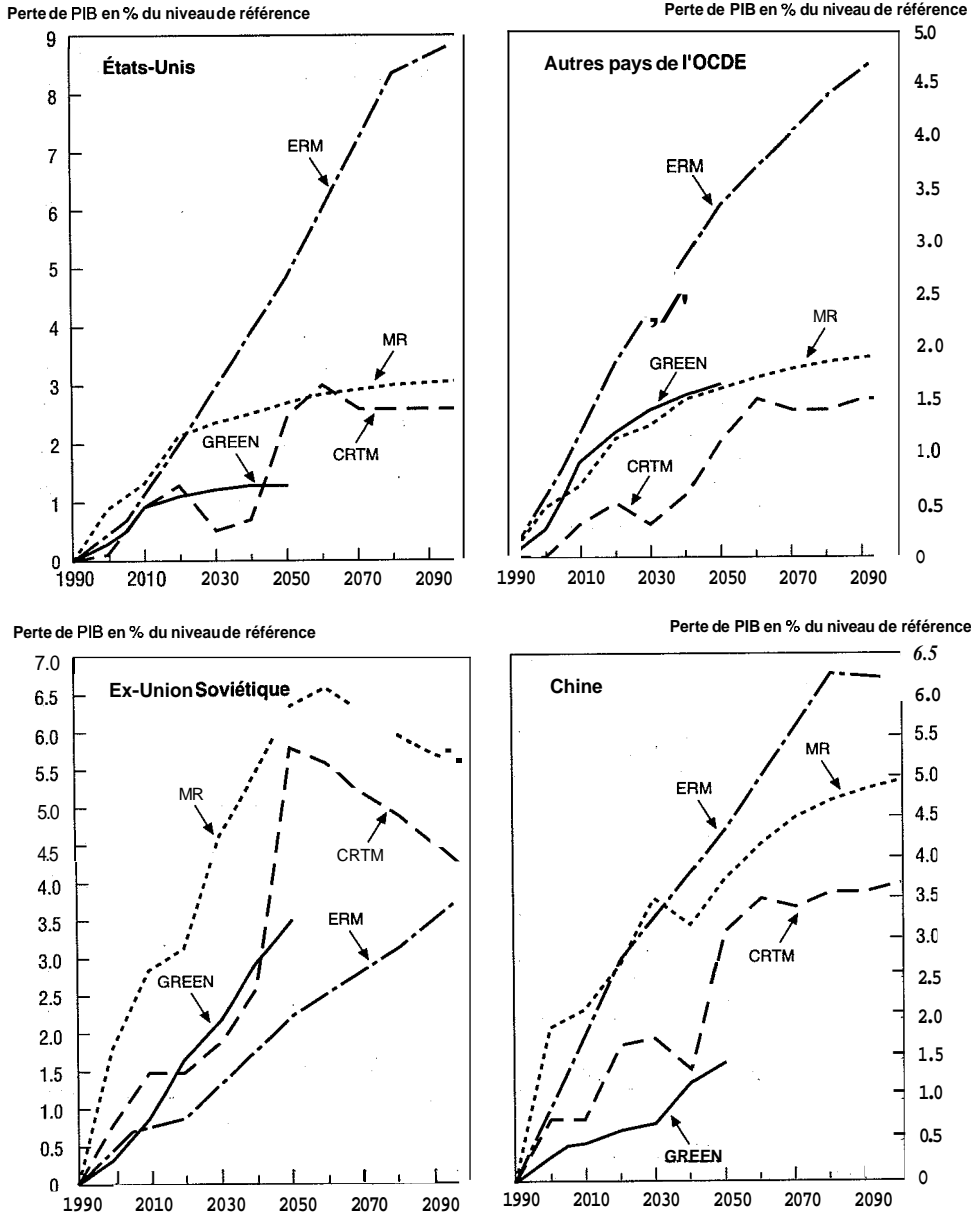 Perte de PIB en % du niveau de référence
États-Unis
9
8
7
6
5
4
3
2
1
0
ERM
MR
GREEN
CRTM
1990 2010 2030 2050 2070 2090
Perte de PIB en % du niveau de référence
Autres pays de l'OCDE
5.0
4.5
4.0
3.5
3.0
2.5
2.0
1.5
1.0
0.5
0
ERM
MR
GREEN
CRTM
1990 2010 2030 2050 2070 2090
Perte de PIB en % du niveau de référence
Ex-Union Soviétique
7.0
6.5
6.0
5.5
5.0
4.5
4.0
3.5
3.0
2.5
2.0
1.5
1.0
0.5
0
MR
CRTM
ERM
GREEN
1990 2010 2030 2050 2070 2090
Perte de PIB en % du niveau de référence
Chine
6.5
6.0
5.5
5.0
4.5
4.0
3.5
3.0
2.5
2.0
1.5
1.0
0.5
0
MR
ERM
CRTM
GREEN
1990 2010 2030 2050 2070 2090